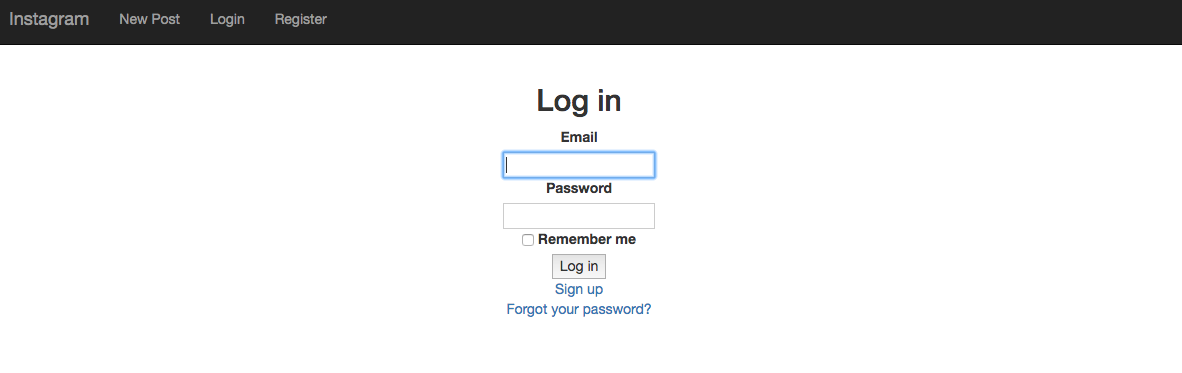 Instagram New Post Login Register
Log in
Email
Password
Remember me
Log in
Sign up
Forgot your password?